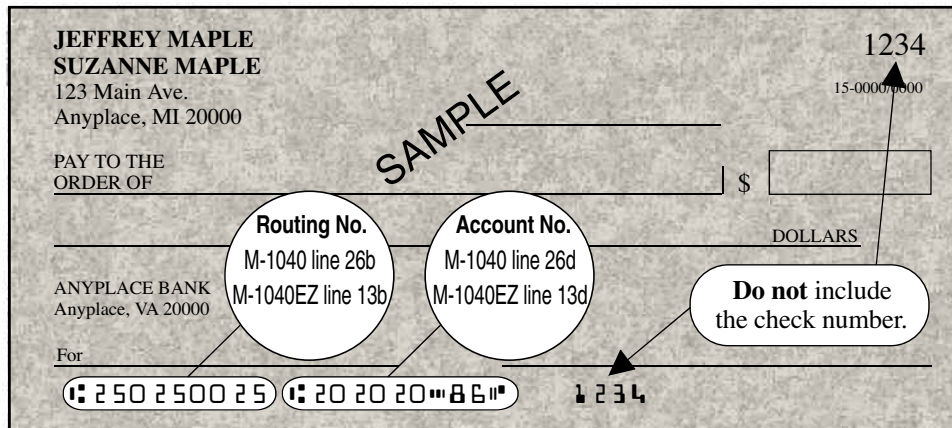 JEFFREY MAPLE
SUZANNE MAPLE
123 Main Ave.
Anyplace, MI 20000
1234
15-0000/0000
SAMPLE
PAY TO THE
ORDER OF
$
DOLLARS
Routing No.
M-1040 line 26b
M-1040EZ line 13b
Account No.
M-1040 line 26d
M-1040EZ line 13d
ANYPLACE BANK
Anyplace, VA 20000
Do not include
the check number.
For
⑆250250025 ⑆202020⑉86⑈ 1234